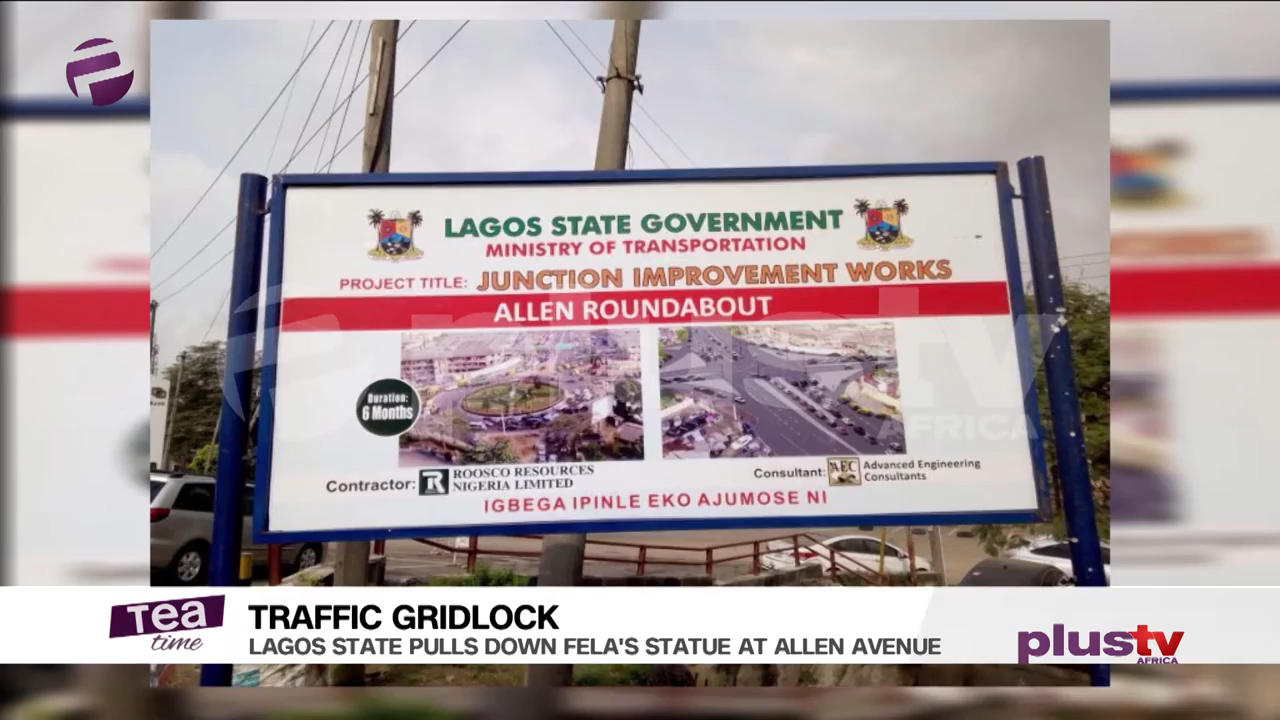 LAGOS STATE GOVERNMENT
MINISTRY OF TRANSPORTATION
PROJECT TITLE: JUNCTION IMPROVEMENT WORKS
ALLEN ROUNDABOUT
Duration:
6 Months
Contractor: ROOSCO RESOURCES
NIGERIA LIMITED
Consultant: AEC Advanced Engineering
Consultants
IGBEGA IPINLE EKO AJUMOSE NI
plustv
AFRICA
Tea
time
TRAFFIC GRIDLOCK
LAGOS STATE PULLS DOWN FELA'S STATUE AT ALLEN AVENUE
plustv
AFRICA